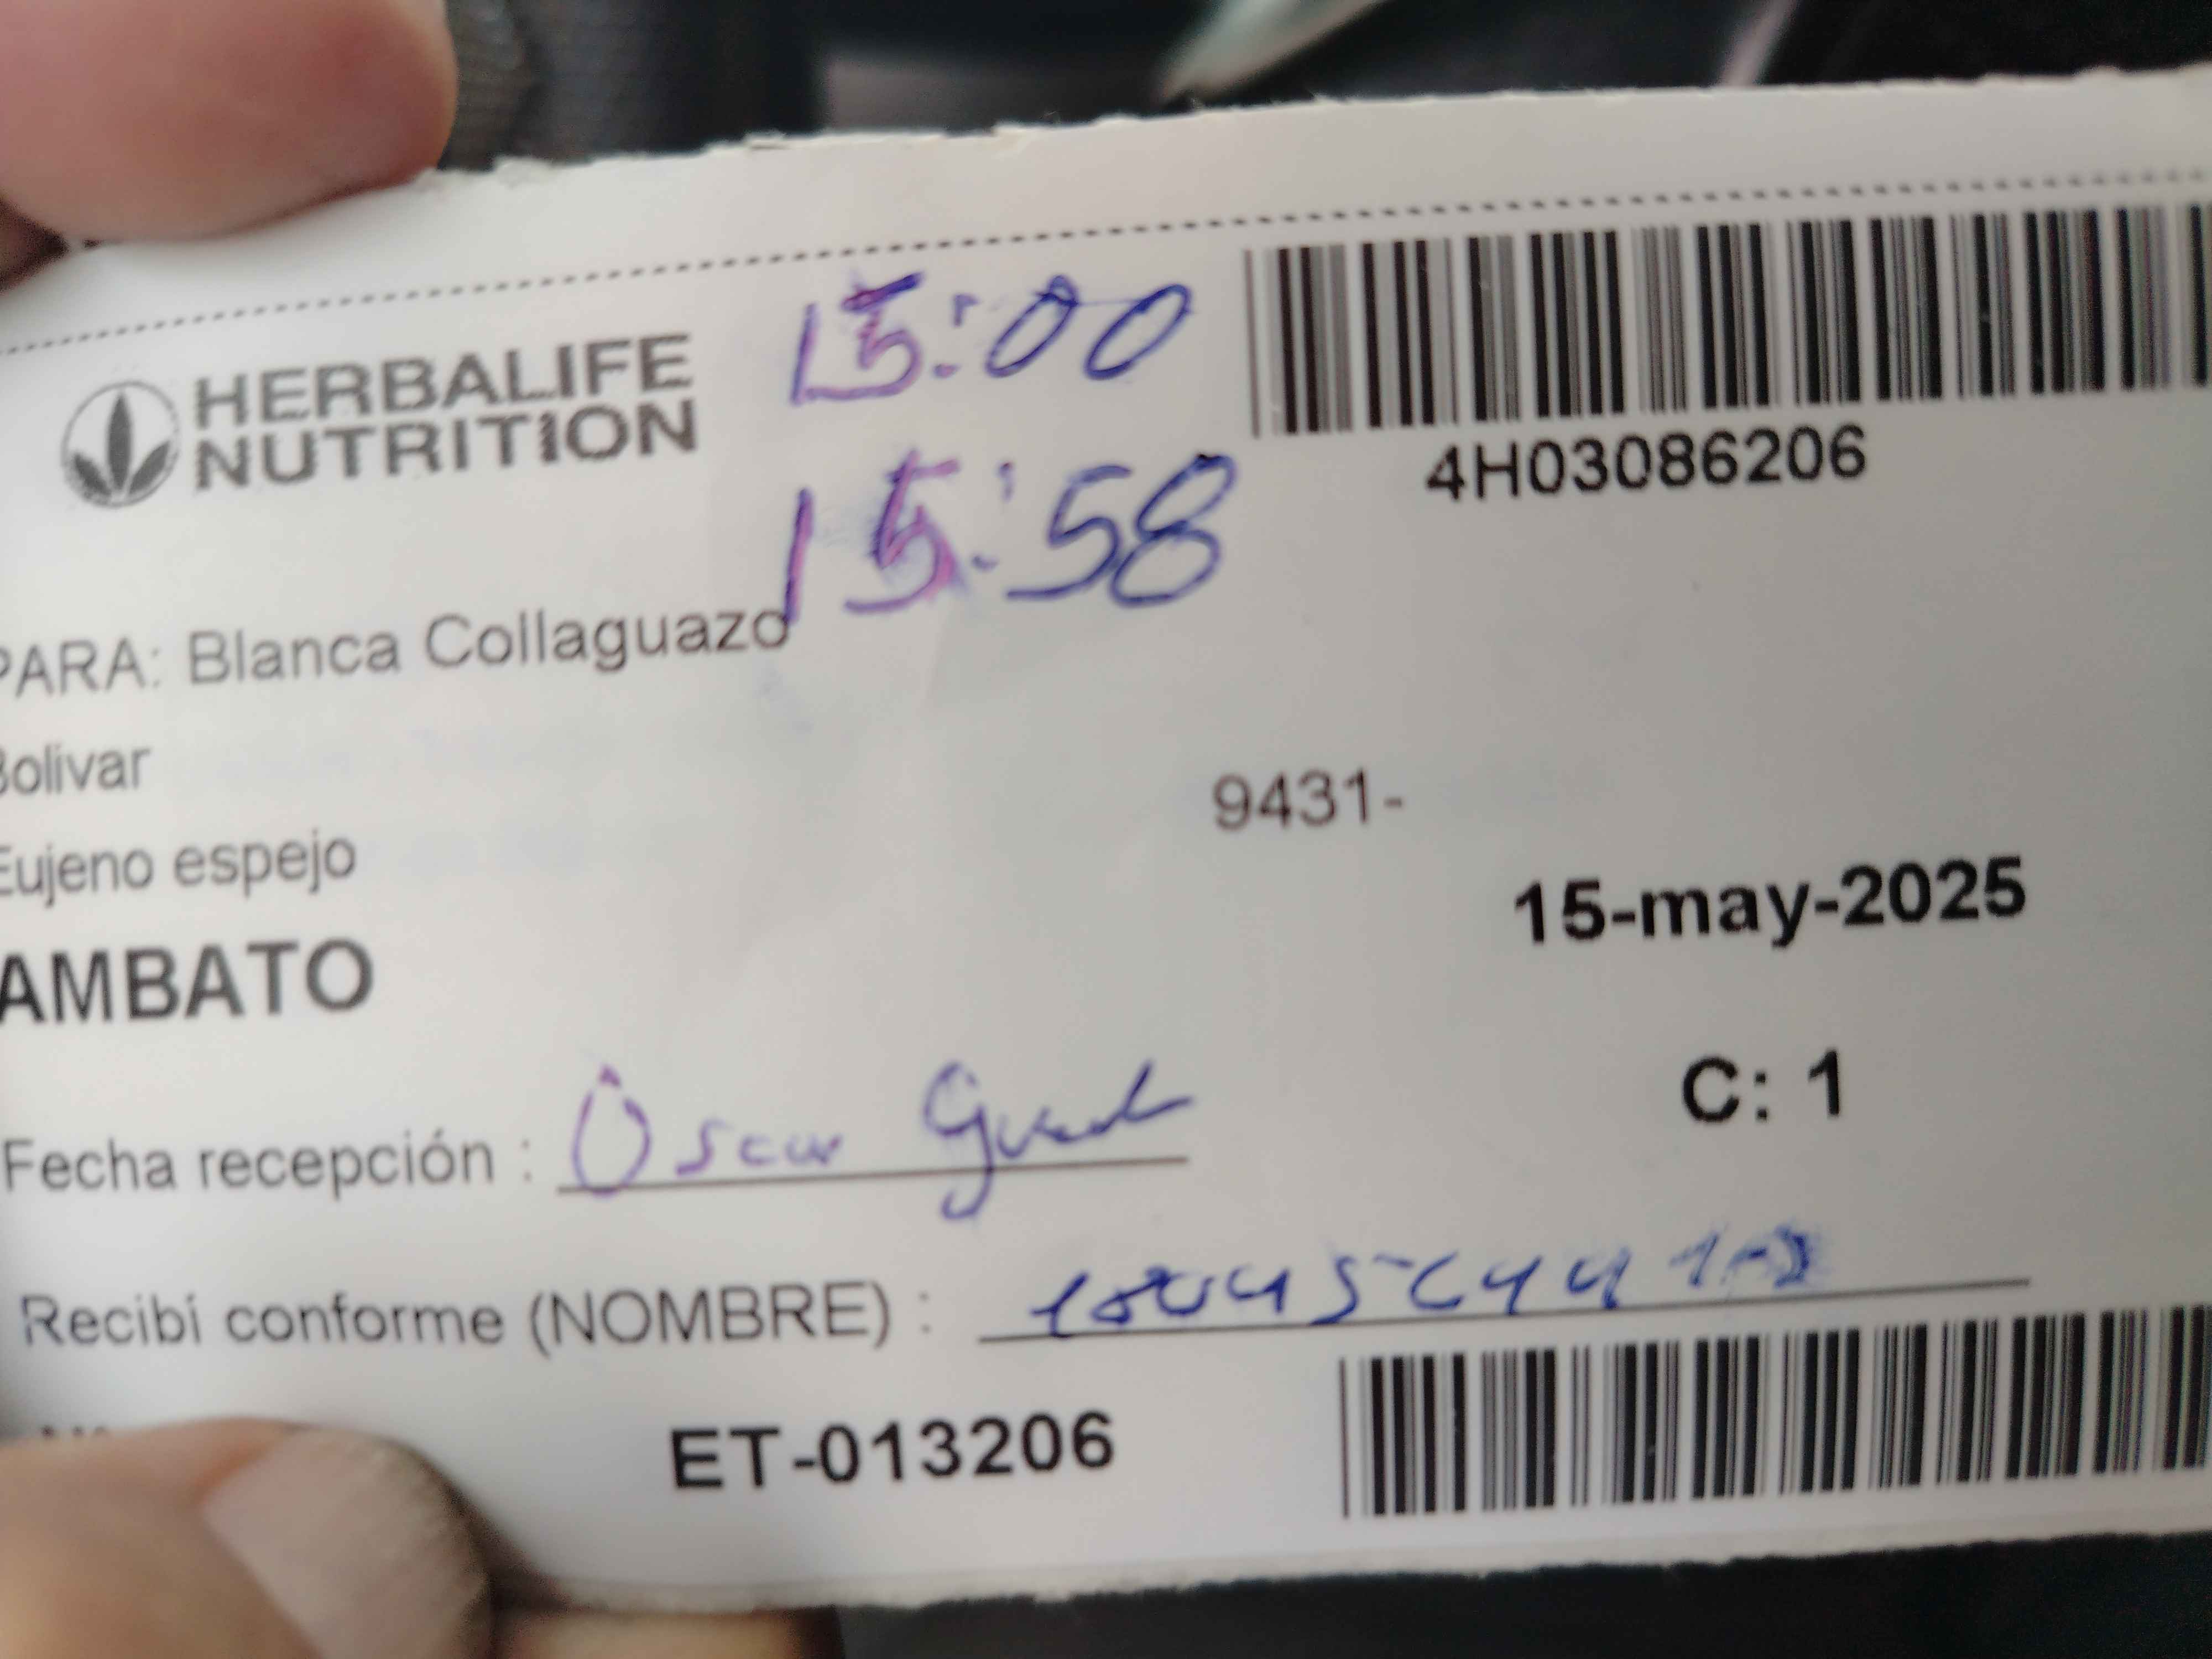 HERBALIFE
NUTRITION
15:00
15:58
4H03086206
PARA: Blanca Collaguazo
Bolivar
9431-
Eujeno espejo
15-may-2025
AMBATO
C: 1
Fecha recepción : Oscar
Recibí conforme (NOMBRE) :
ET-013206